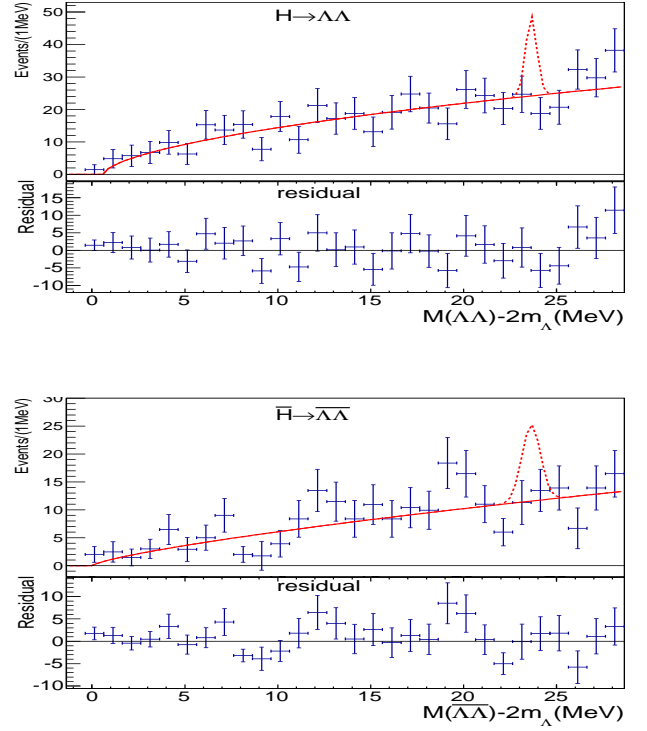 H→ΛΛ
Events/(1MeV)
50
40
30
20
10
0
residual
Residual
15
10
5
0
-5
-10
0 5 10 15 20 25
M(ΛΛ)-2m_Λ(MeV)
H̅→Λ̅Λ̅
Events/(1MeV)
30
25
20
15
10
5
0
residual
Residual
10
5
0
-5
-10
0 5 10 15 20 25
M(Λ̅Λ̅)-2m_Λ(MeV)